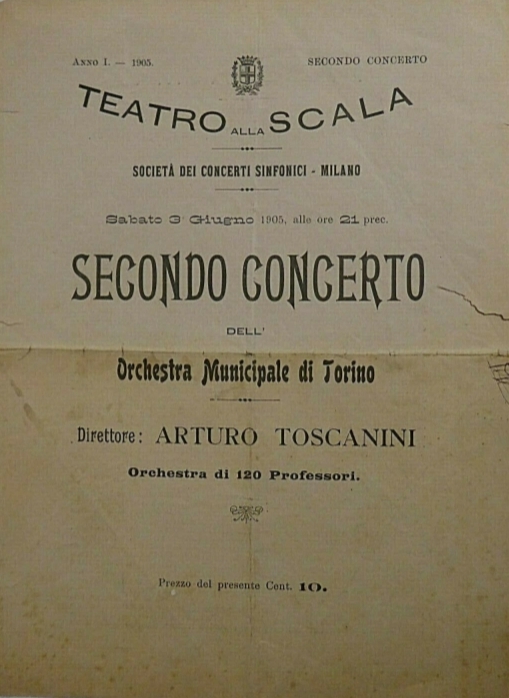 Anno I. — 1905.
SECONDO CONCERTO
TEATRO ALLA SCALA
SOCIETÀ DEI CONCERTI SINFONICI - MILANO
Sabato 3 Giugno 1905, alle ore 21 prec.
SECONDO CONCERTO
DELL'
Orchestra Municipale di Torino
Direttore: ARTURO TOSCANINI
Orchestra di 120 Professori.
Prezzo del presente Cent. 10.